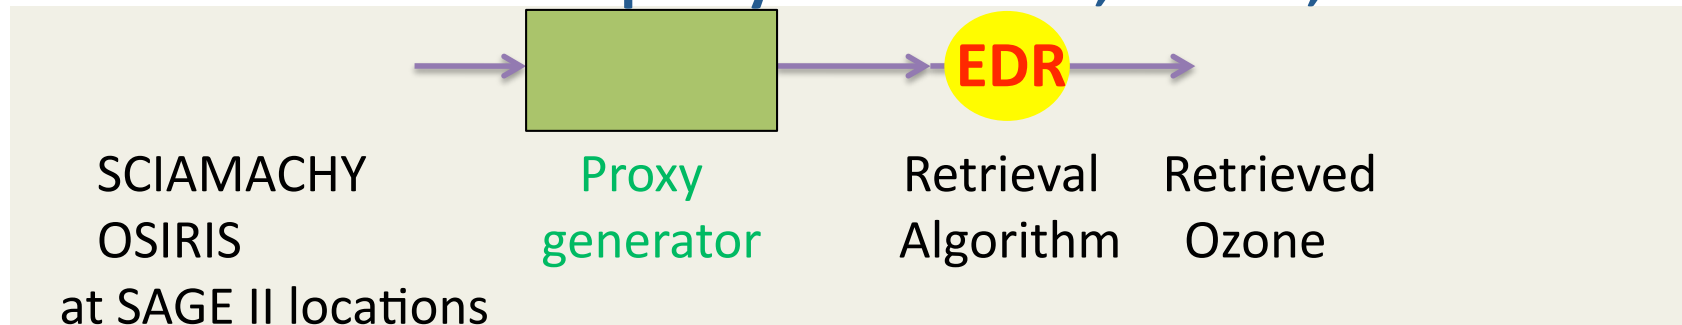 EDR
SCIAMACHY Proxy Retrieval Retrieved
OSIRIS generator Algorithm Ozone
at SAGE II locations